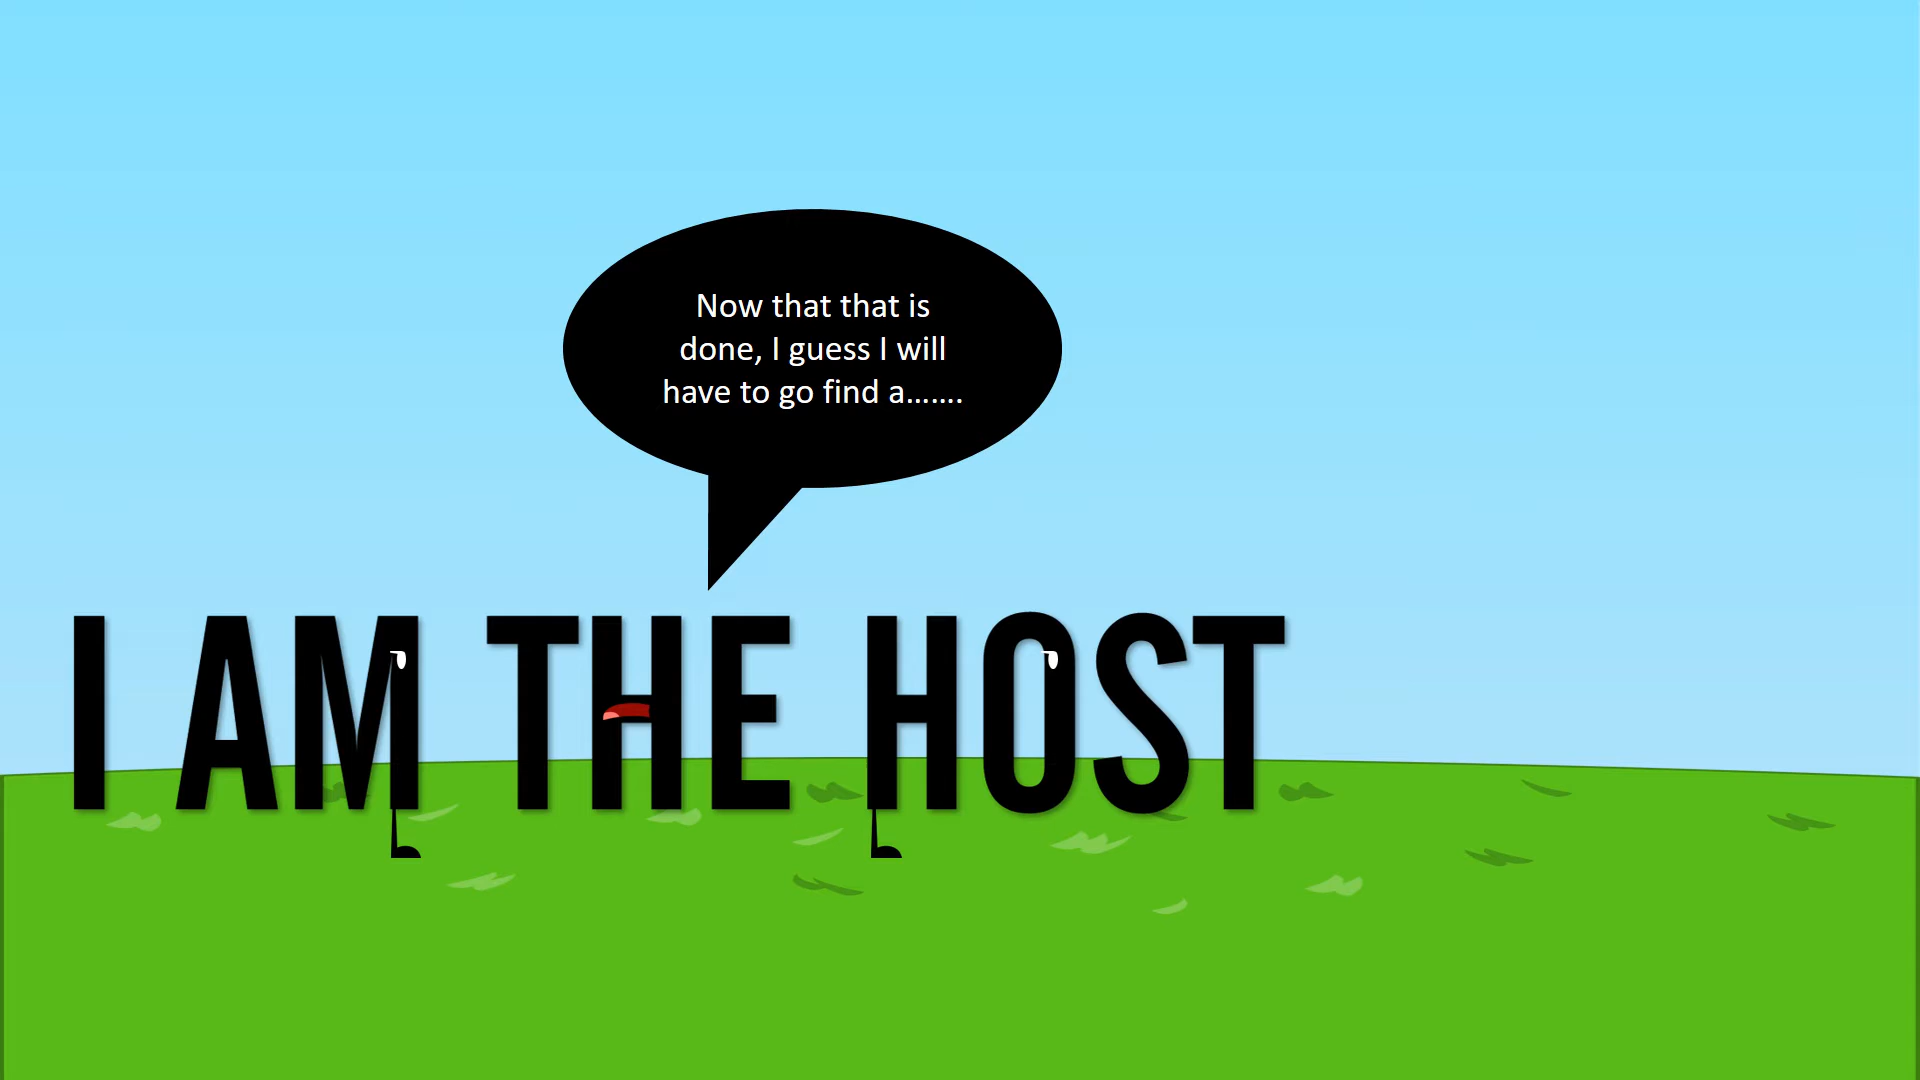 Now that that is
done, I guess I will
have to go find a.......
I AM THE HOST